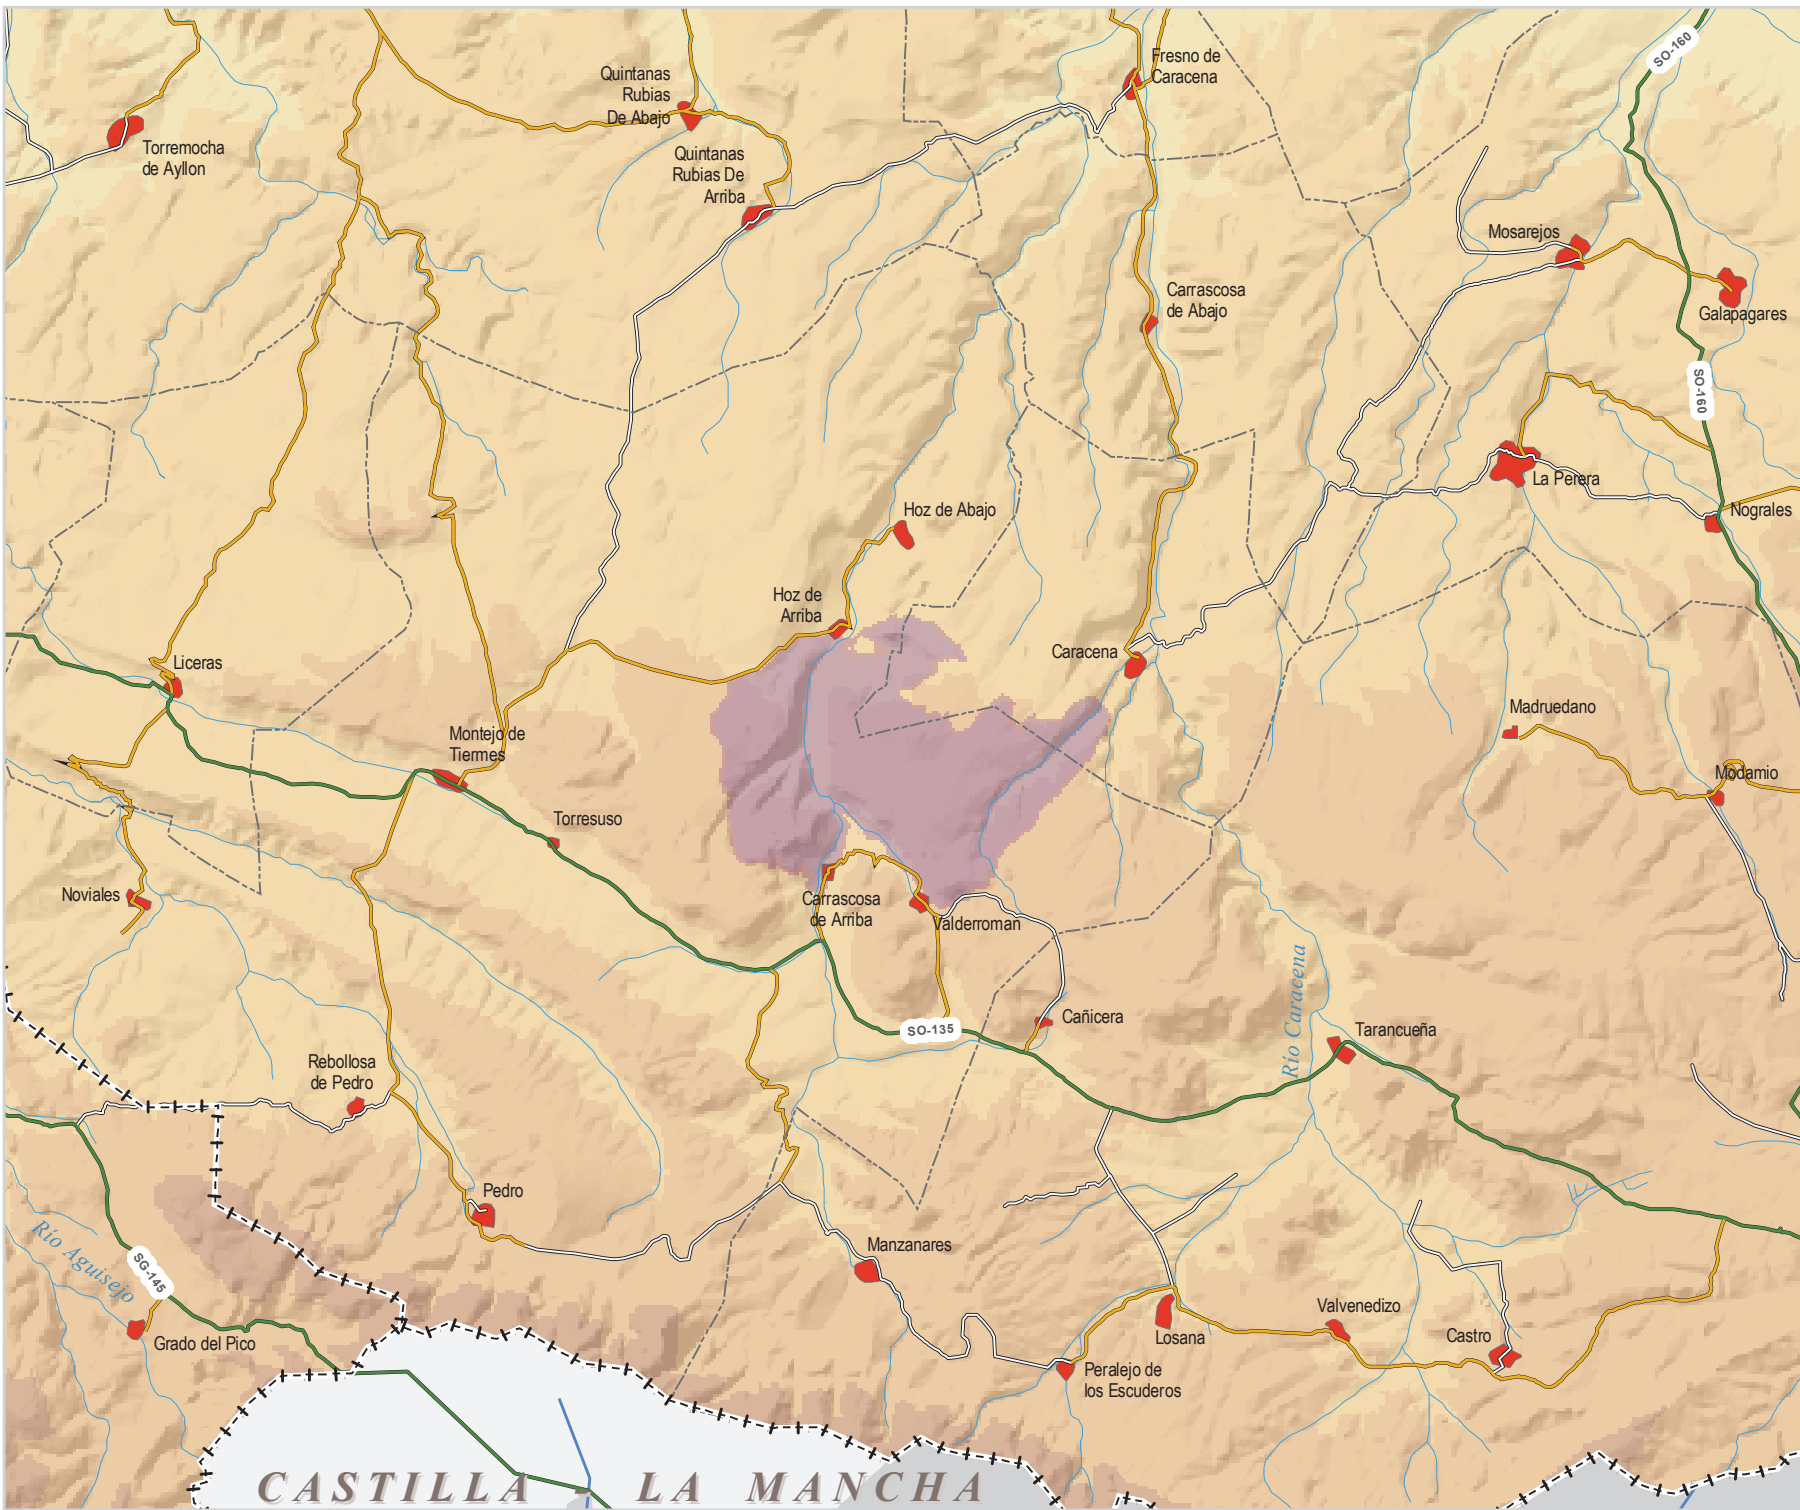 SO-160
Fresno de
Caracena
Quintanas
Rubias
De Abajo
Torremocha
de Ayllon
Quintanas
Rubias De
Arriba
Mosarejos
Galapagares
Carrascosa
de Abajo
SO-160
La Perera
Nograles
Hoz de Abajo
Hoz de
Arriba
Caracena
Liceras
Madruedano
Montejo de
Tiermes
Modamio
Torresuso
Noviales
Carrascosa
de Arriba
Valderroman
Río Caracena
Cañicera
SO-135
Tarancueña
Rebollosa
de Pedro
Pedro
Río Aguisejo
SG-145
Manzanares
Grado del Pico
Losana
Valvenedizo
Castro
Peralejo de
los Escuderos
CASTILLA - LA MANCHA